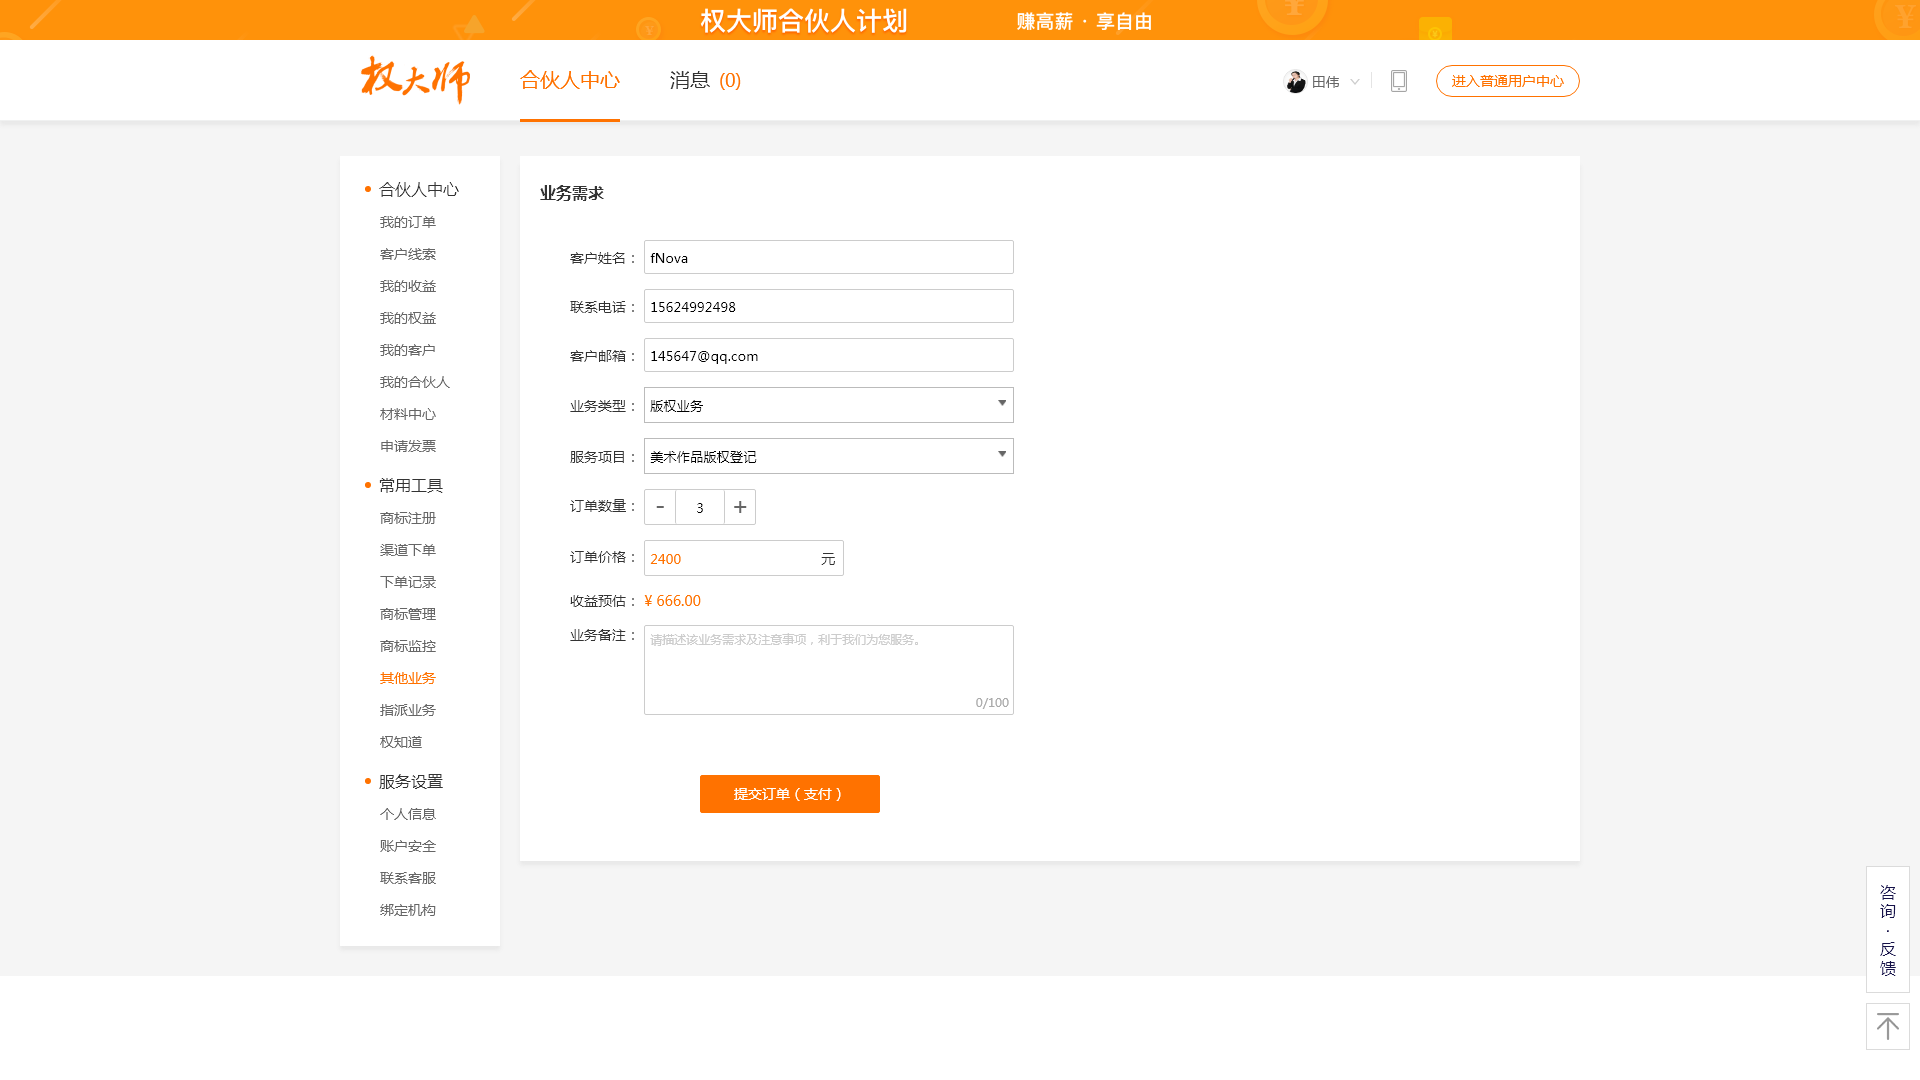 权大师合伙人计划 赚高薪·享自由
权大师 合伙人中心 消息 (0) 田伟 进入普通用户中心
合伙人中心
我的订单
客户线索
我的收益
我的权益
我的客户
我的合伙人
材料中心
申请发票
常用工具
商标注册
渠道下单
下单记录
商标管理
商标监控
其他业务
指派业务
权知道
服务设置
个人信息
账户安全
联系客服
绑定机构
业务需求
客户姓名： fNova
联系电话： 15624992498
客户邮箱： 145647@qq.com
业务类型： 版权业务
服务项目： 美术作品版权登记
订单数量： - 3 +
订单价格： 2400 元
收益预估： ¥ 666.00
业务备注： 请描述该业务需求及注意事项，利于我们为您服务。
0/100
提交订单（支付）
咨询·反馈